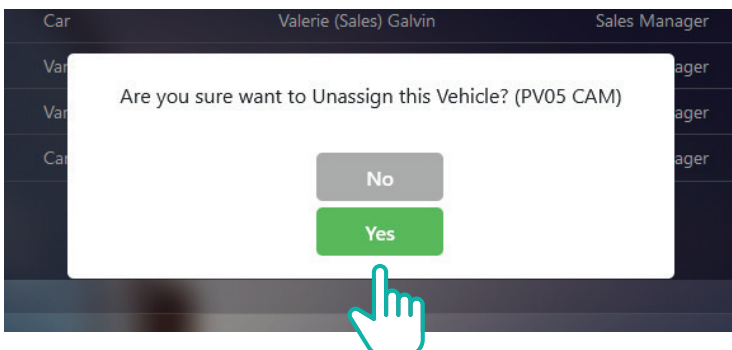 Car Valerie (Sales) Galvin Sales Manager
Are you sure want to Unassign this Vehicle? (PV05 CAM)
No
Yes